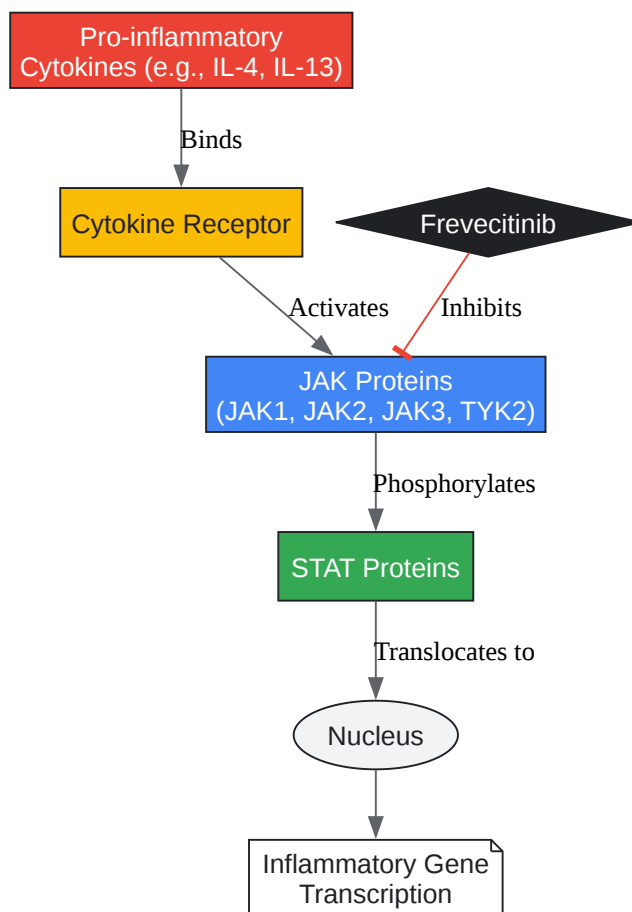 Pro-inflammatory
Cytokines (e.g., IL-4, IL-13)
Binds
Cytokine Receptor
Frevecitinib
Activates
Inhibits
JAK Proteins
(JAK1, JAK2, JAK3, TYK2)
Phosphorylates
STAT Proteins
Translocates to
Nucleus
Inflammatory Gene
Transcription